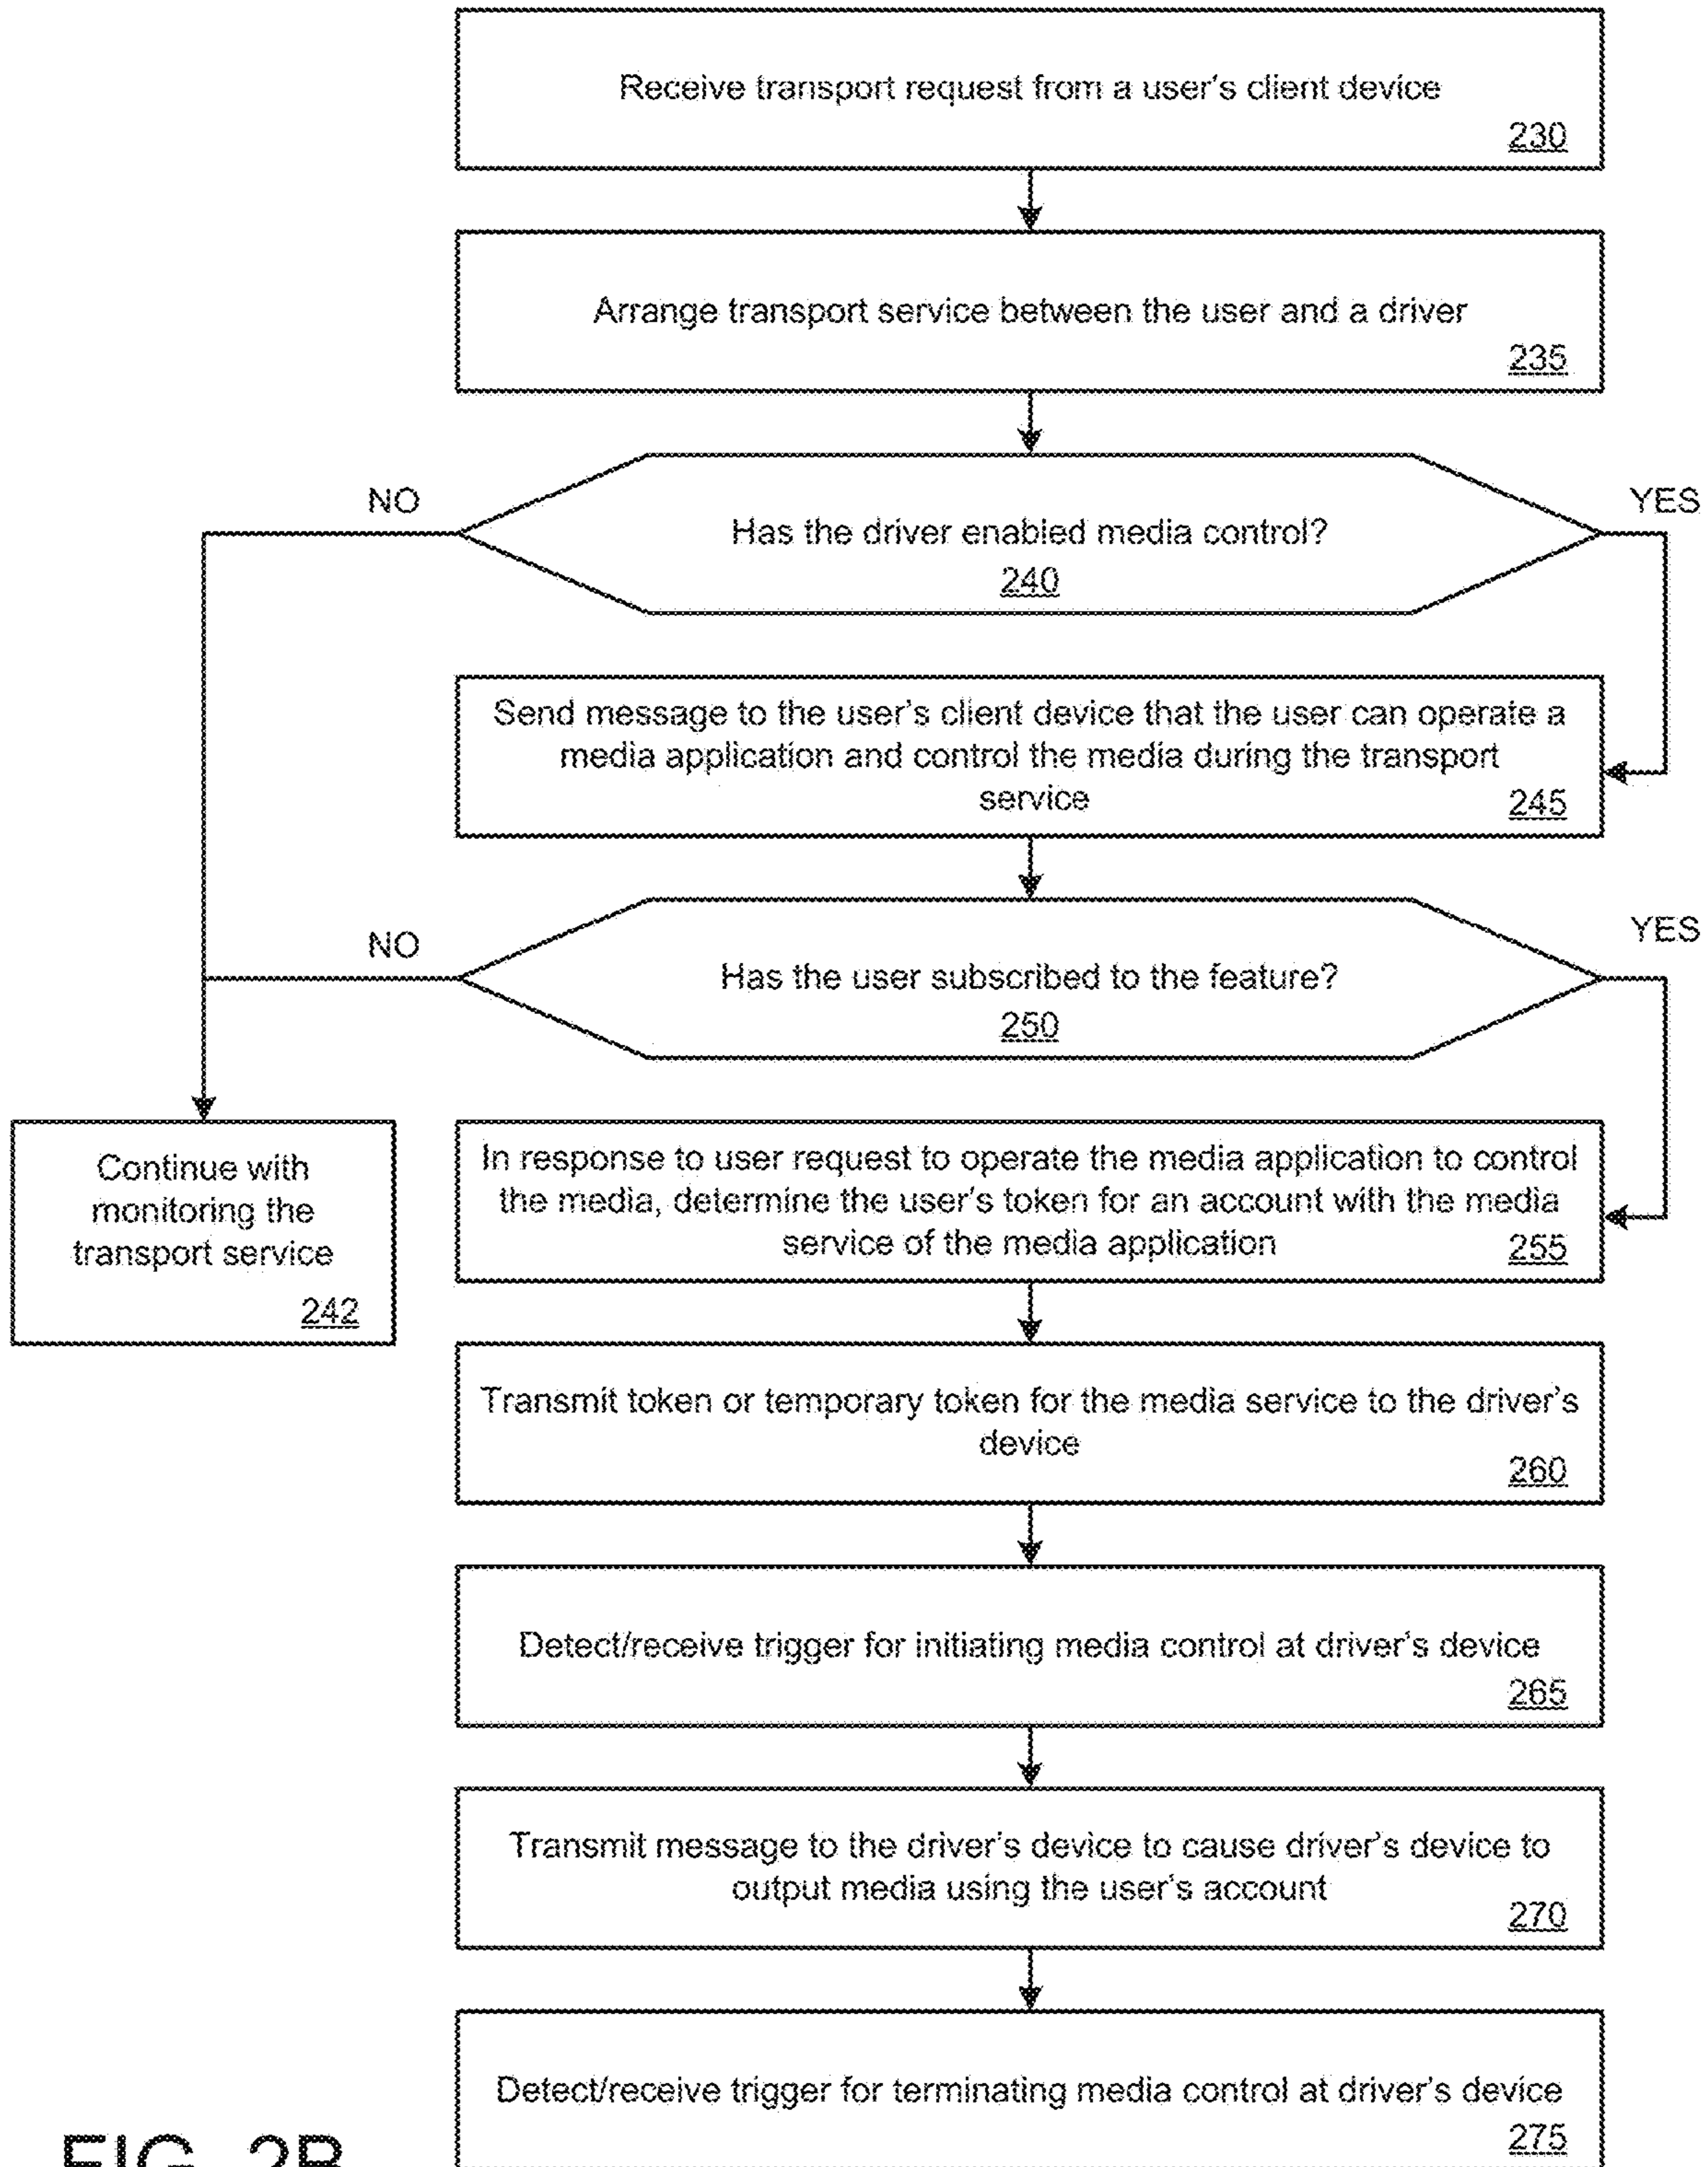 Receive transport request from a user's client device
230
Arrange transport service between the user and a driver
235
NO
YES
Has the driver enabled media control?
240
Send message to the user's client device that the user can operate a
media application and control the media during the transport
service
245
NO
YES
Has the user subscribed to the feature?
250
Continue with
monitoring the
transport service
242
In response to user request to operate the media application to control
the media, determine the user's token for an account with the media
service of the media application
255
Transmit token or temporary token for the media service to the driver's
device
260
Detect/receive trigger for initiating media control at driver's device
265
Transmit message to the driver's device to cause driver's device to
output media using the user's account
270
Detect/receive trigger for terminating media control at driver's device
275
FIG. 2B